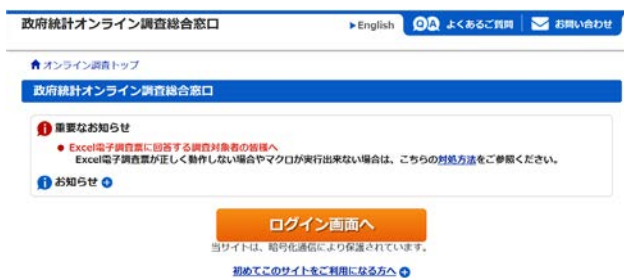 政府統計オンライン調査総合窓口
▶English よくあるご質問 お問い合わせ
オンライン調査トップ
政府統計オンライン調査総合窓口
重要なお知らせ
● Excel電子調査票に回答する調査対象者の皆様へ
Excel電子調査票が正しく動作しない場合やマクロが実行出来ない場合は、こちらの対処方法をご参照ください。
お知らせ
ログイン画面へ
当サイトは、暗号化通信により保護されています。
初めてこのサイトをご利用になる方へ